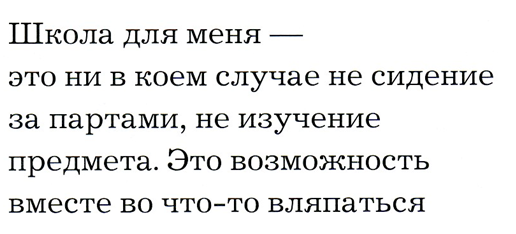 Школа для меня —
это ни в коем случае не сидение
за партами, не изучение
предмета. Это возможность
вместе во что-то вляпаться